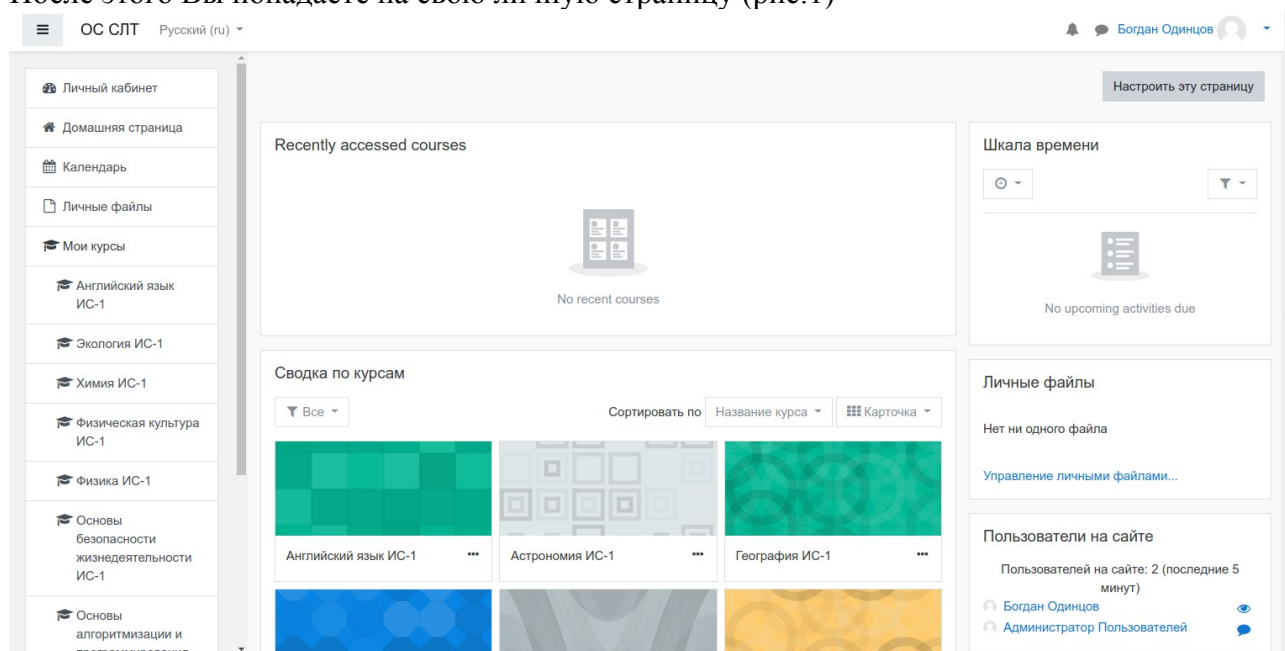 После этого Вы попадаете на свою личную страницу (рис.1)
ОС СЛТ Русский (ru)
Богдан Одинцов
Личный кабинет
Домашняя страница
Календарь
Личные файлы
Мои курсы
Английский язык
ИС-1
Экология ИС-1
Химия ИС-1
Физическая культура
ИС-1
Физика ИС-1
Основы
безопасности
жизнедеятельности
ИС-1
Основы
алгоритмизации и
программирования
Настроить эту страницу
Recently accessed courses
No recent courses
Сводка по курсам
Все
Сортировать по Название курса Карточка
Английский язык ИС-1
Астрономия ИС-1
География ИС-1
Шкала времени
No upcoming activities due
Личные файлы
Нет ни одного файла
Управление личными файлами...
Пользователи на сайте
Пользователей на сайте: 2 (последние 5
минут)
Богдан Одинцов
Администратор Пользователей